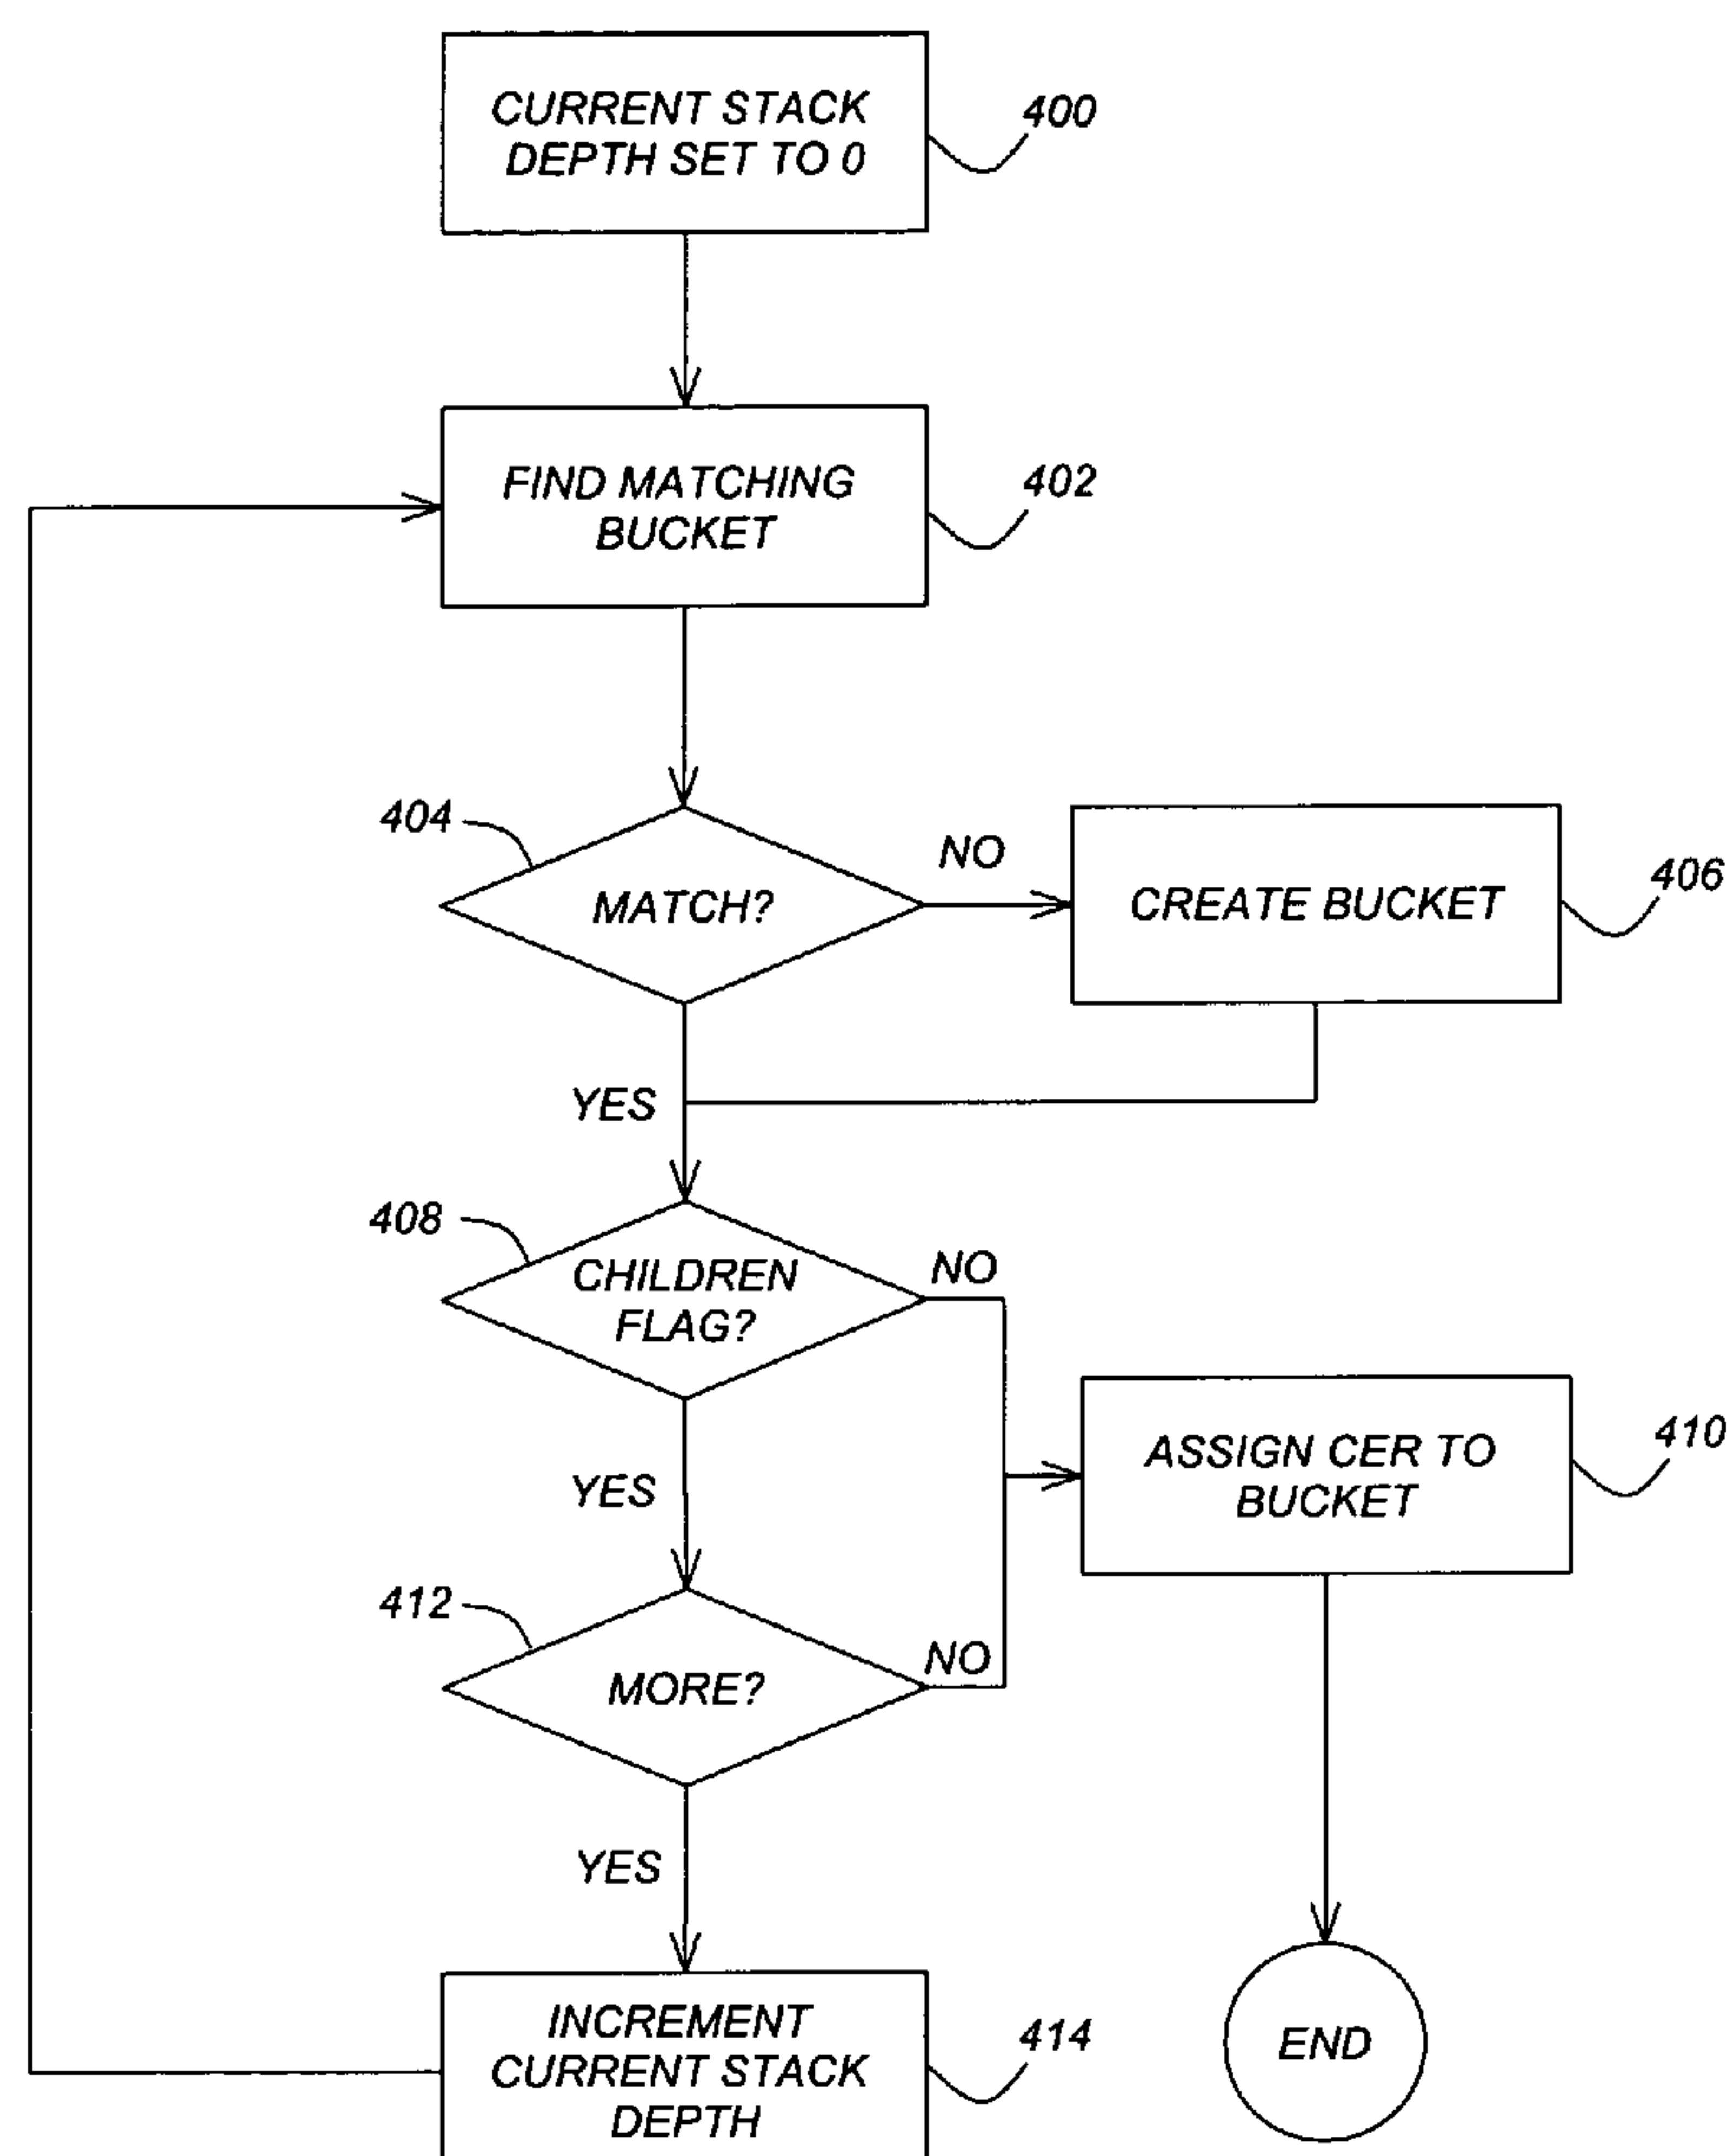 CURRENT STACK
DEPTH SET TO 0
400
FIND MATCHING
BUCKET
402
404
MATCH?
NO
CREATE BUCKET
406
YES
408
CHILDREN
FLAG?
NO
ASSIGN CER TO
BUCKET
410
YES
412
MORE?
NO
YES
INCREMENT
CURRENT STACK
DEPTH
414
END